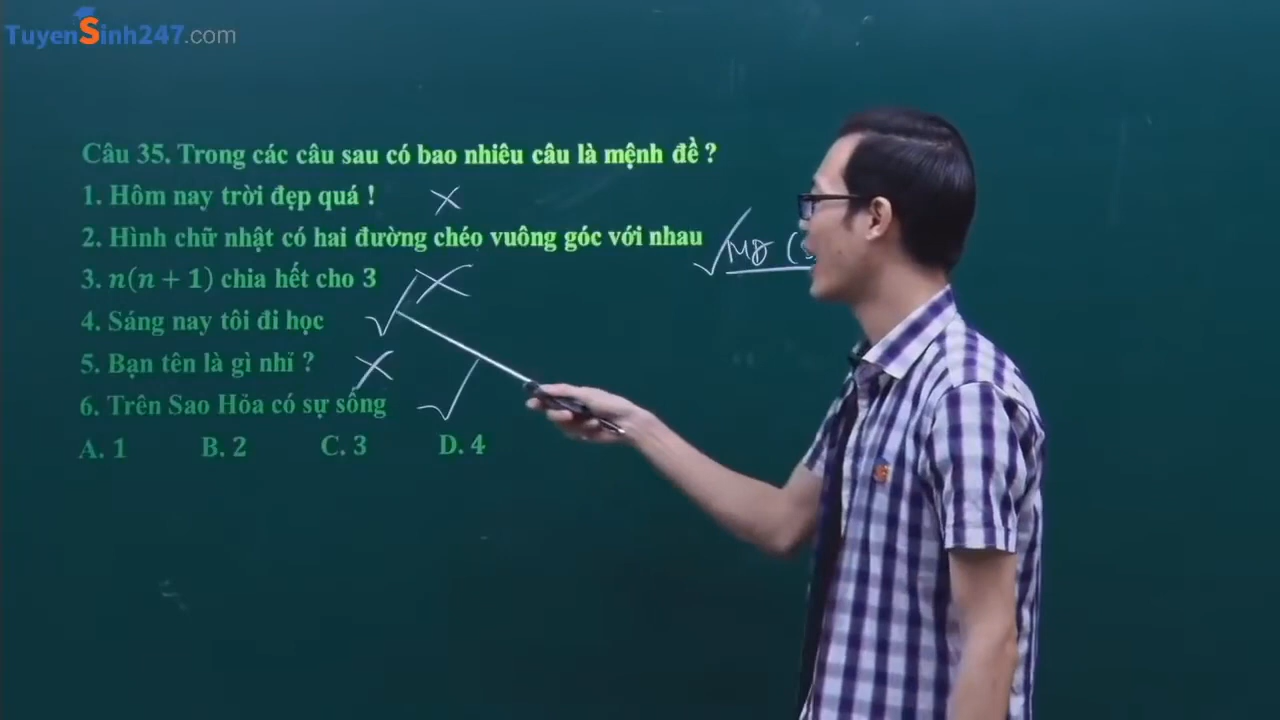 TuyenSinh247.com
Câu 35. Trong các câu sau có bao nhiêu câu là mệnh đề ?
1. Hôm nay trời đẹp quá !
2. Hình chữ nhật có hai đường chéo vuông góc với nhau
MĐ (
3. n(n + 1) chia hết cho 3
4. Sáng nay tôi đi học
5. Bạn tên là gì nhỉ ?
6. Trên Sao Hỏa có sự sống
A. 1 B. 2 C. 3 D. 4